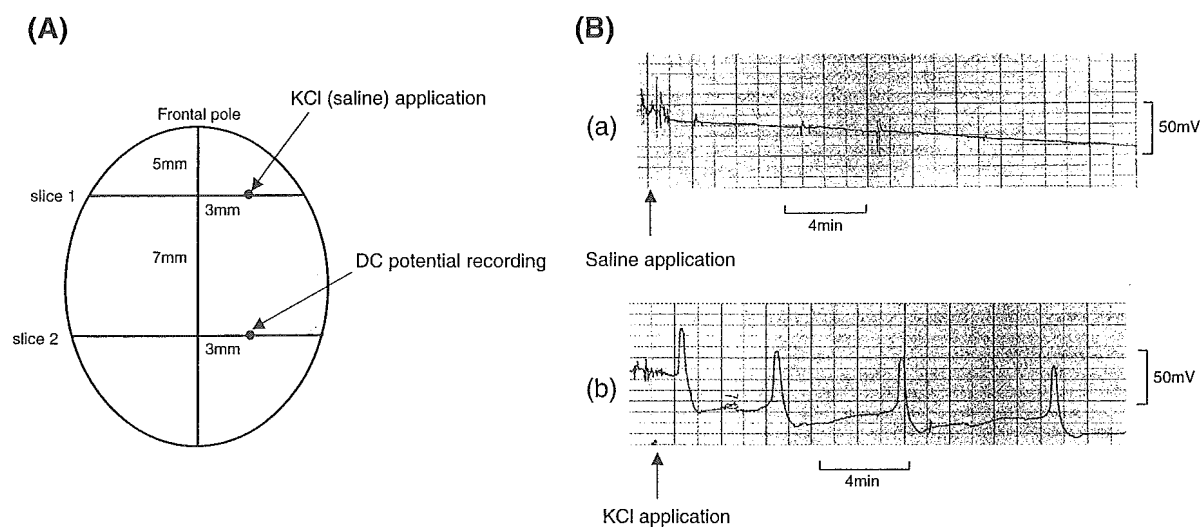 (A)
KCl (saline) application
Frontal pole
5mm
slice 1
3mm
7mm
DC potential recording
slice 2
3mm
(B)
(a)
50mV
4min
Saline application
(b)
50mV
4min
KCl application